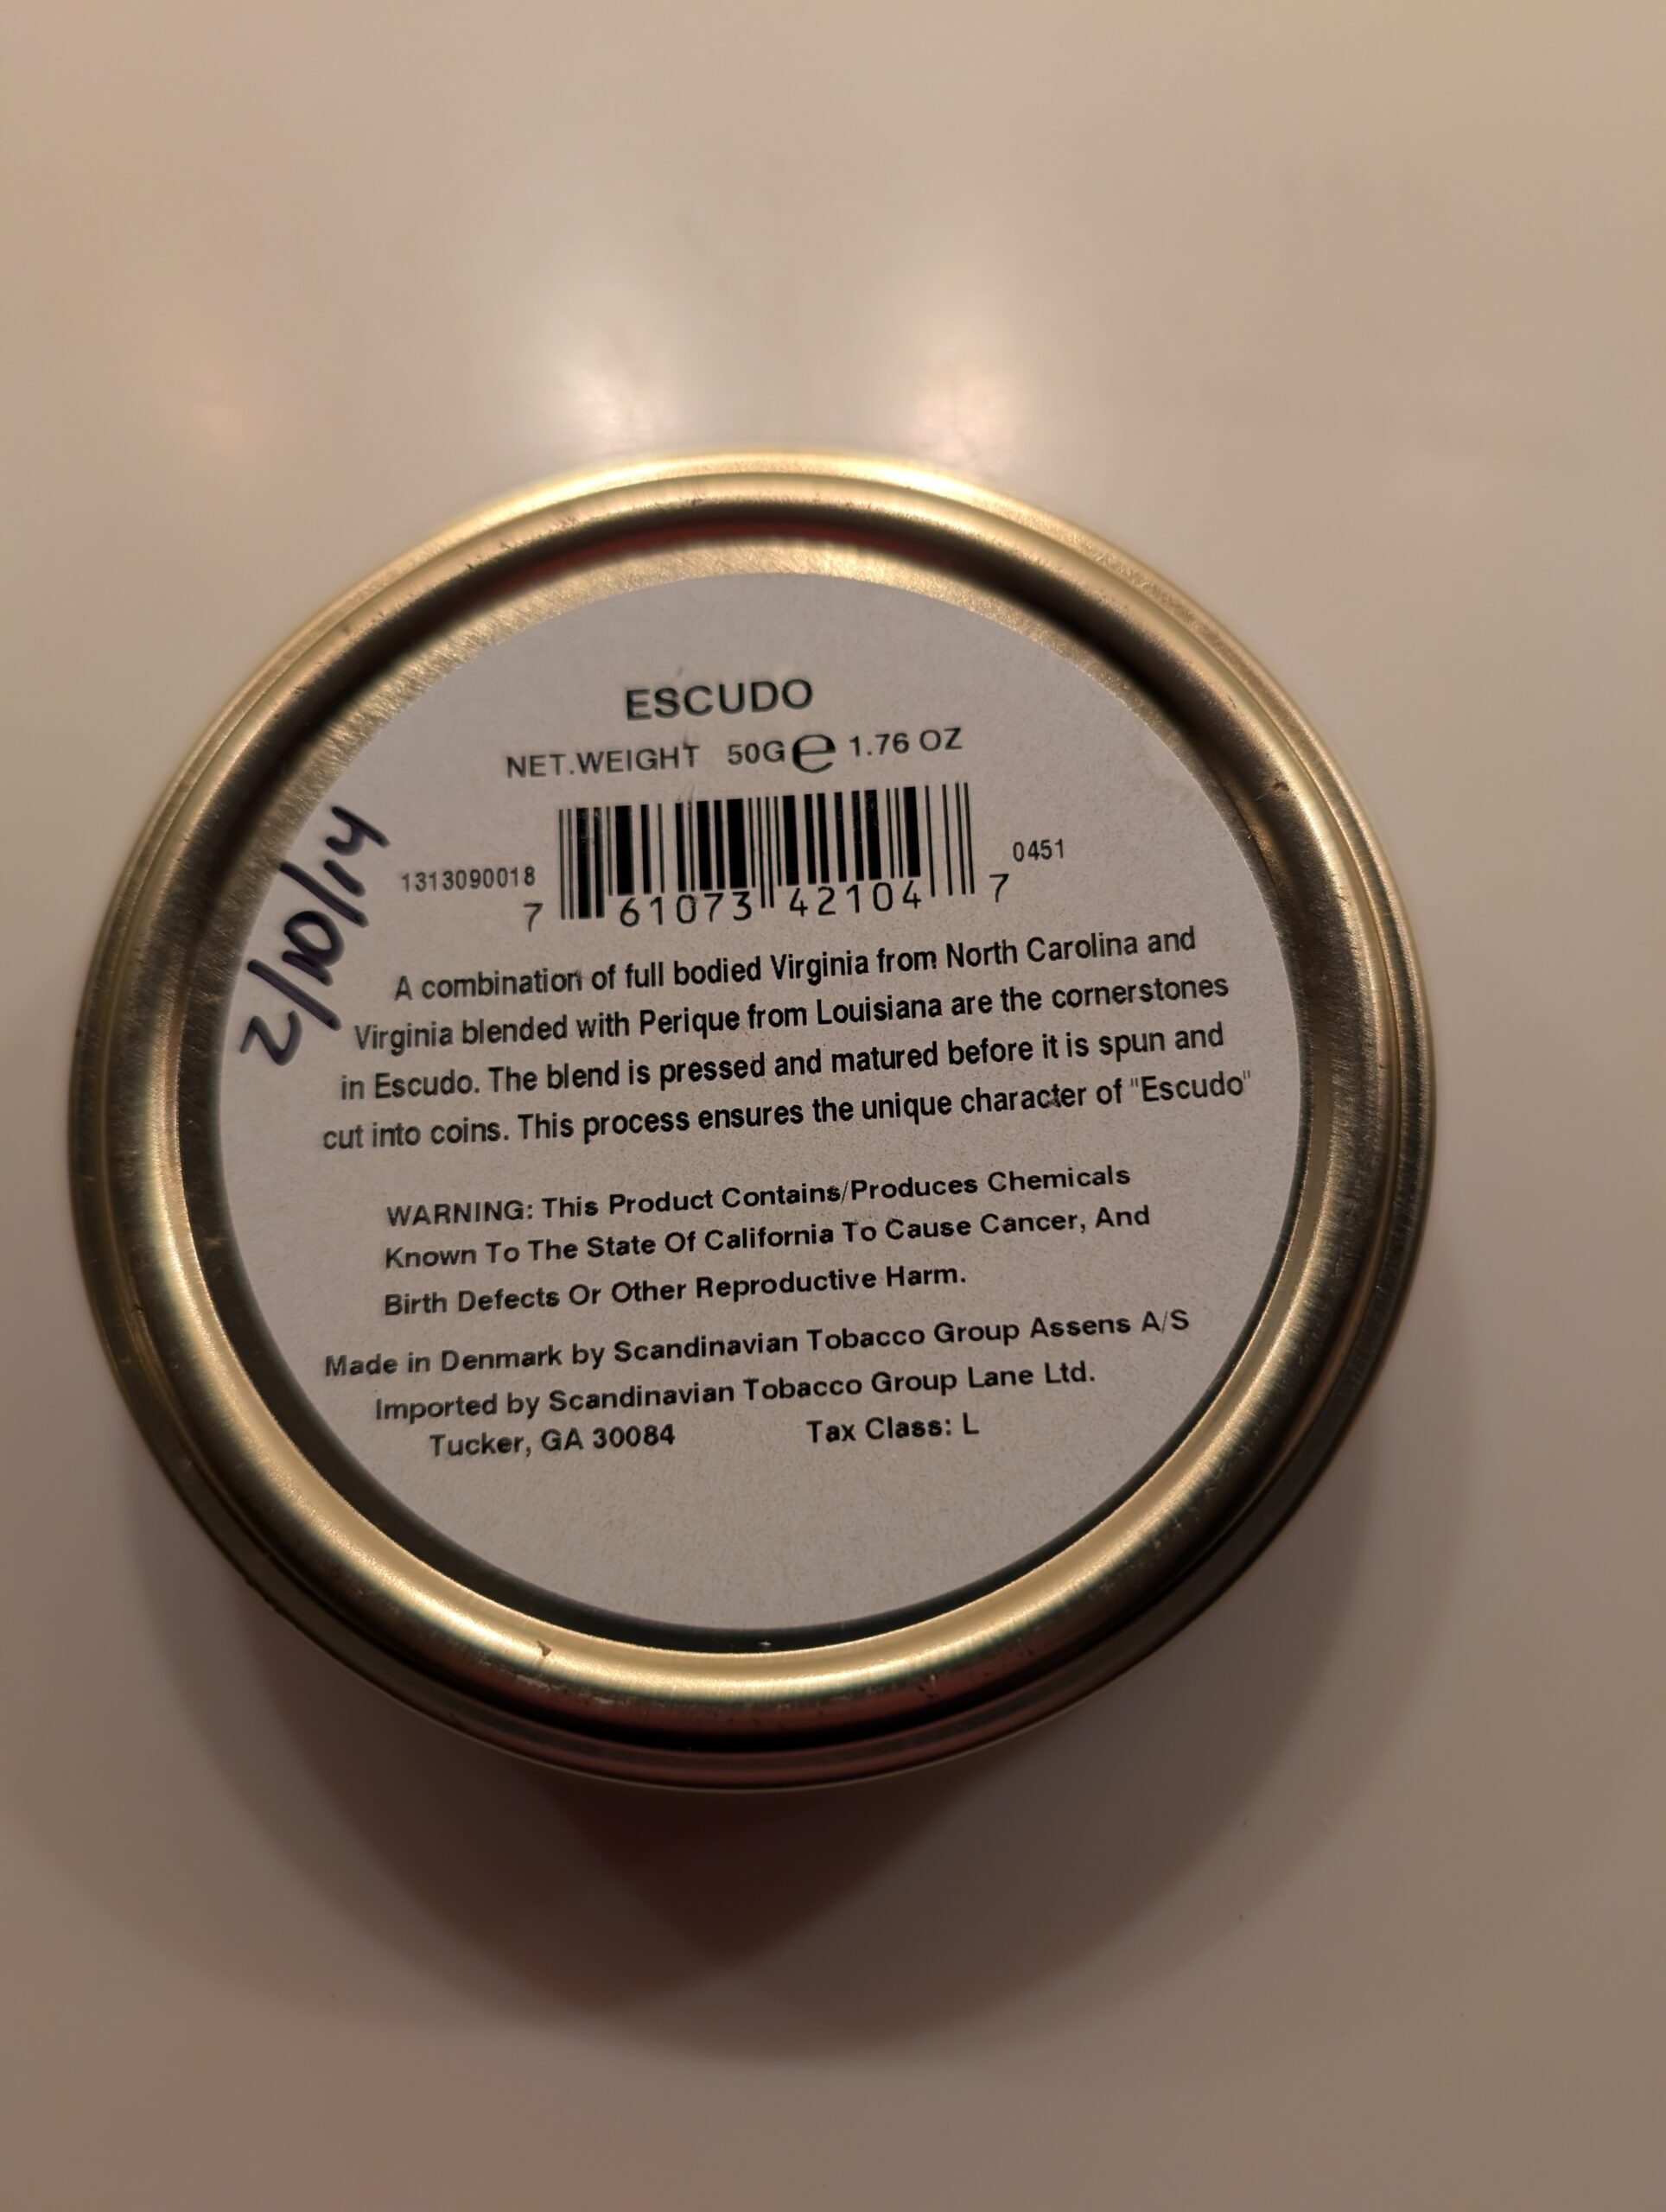 ESCUDO
NET.WEIGHT 50G e 1.76 OZ
2/10/14
1313090018
0451
7 61073 42104 7
A combination of full bodied Virginia from North Carolina and
Virginia blended with Perique from Louisiana are the cornerstones
in Escudo. The blend is pressed and matured before it is spun and
cut into coins. This process ensures the unique character of "Escudo"
WARNING: This Product Contains/Produces Chemicals
Known To The State Of California To Cause Cancer, And
Birth Defects Or Other Reproductive Harm.
Made in Denmark by Scandinavian Tobacco Group Assens A/S
Imported by Scandinavian Tobacco Group Lane Ltd.
Tucker, GA 30084 Tax Class: L